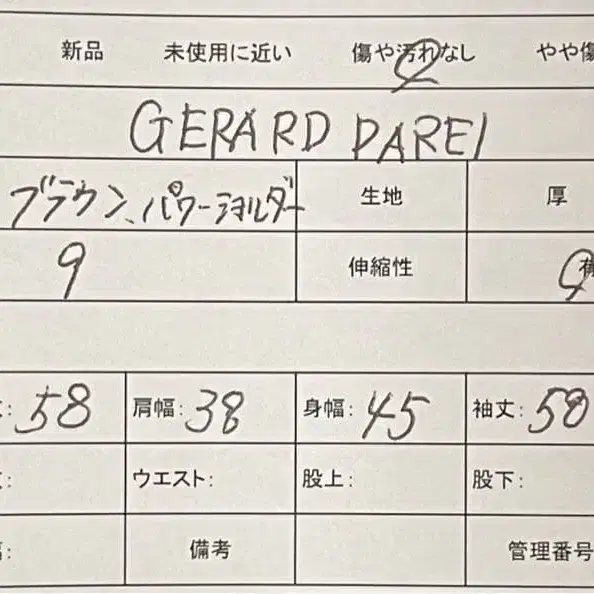 新品 未使用に近い 傷や汚れなし やや傷
GERARD DAREl
ブラウン、パワーショルダー 生地 厚
9 伸縮性 有
: 58 肩幅: 38 身幅: 45 袖丈: 58
: ウエスト: 股上: 股下:
: 備考 管理番号